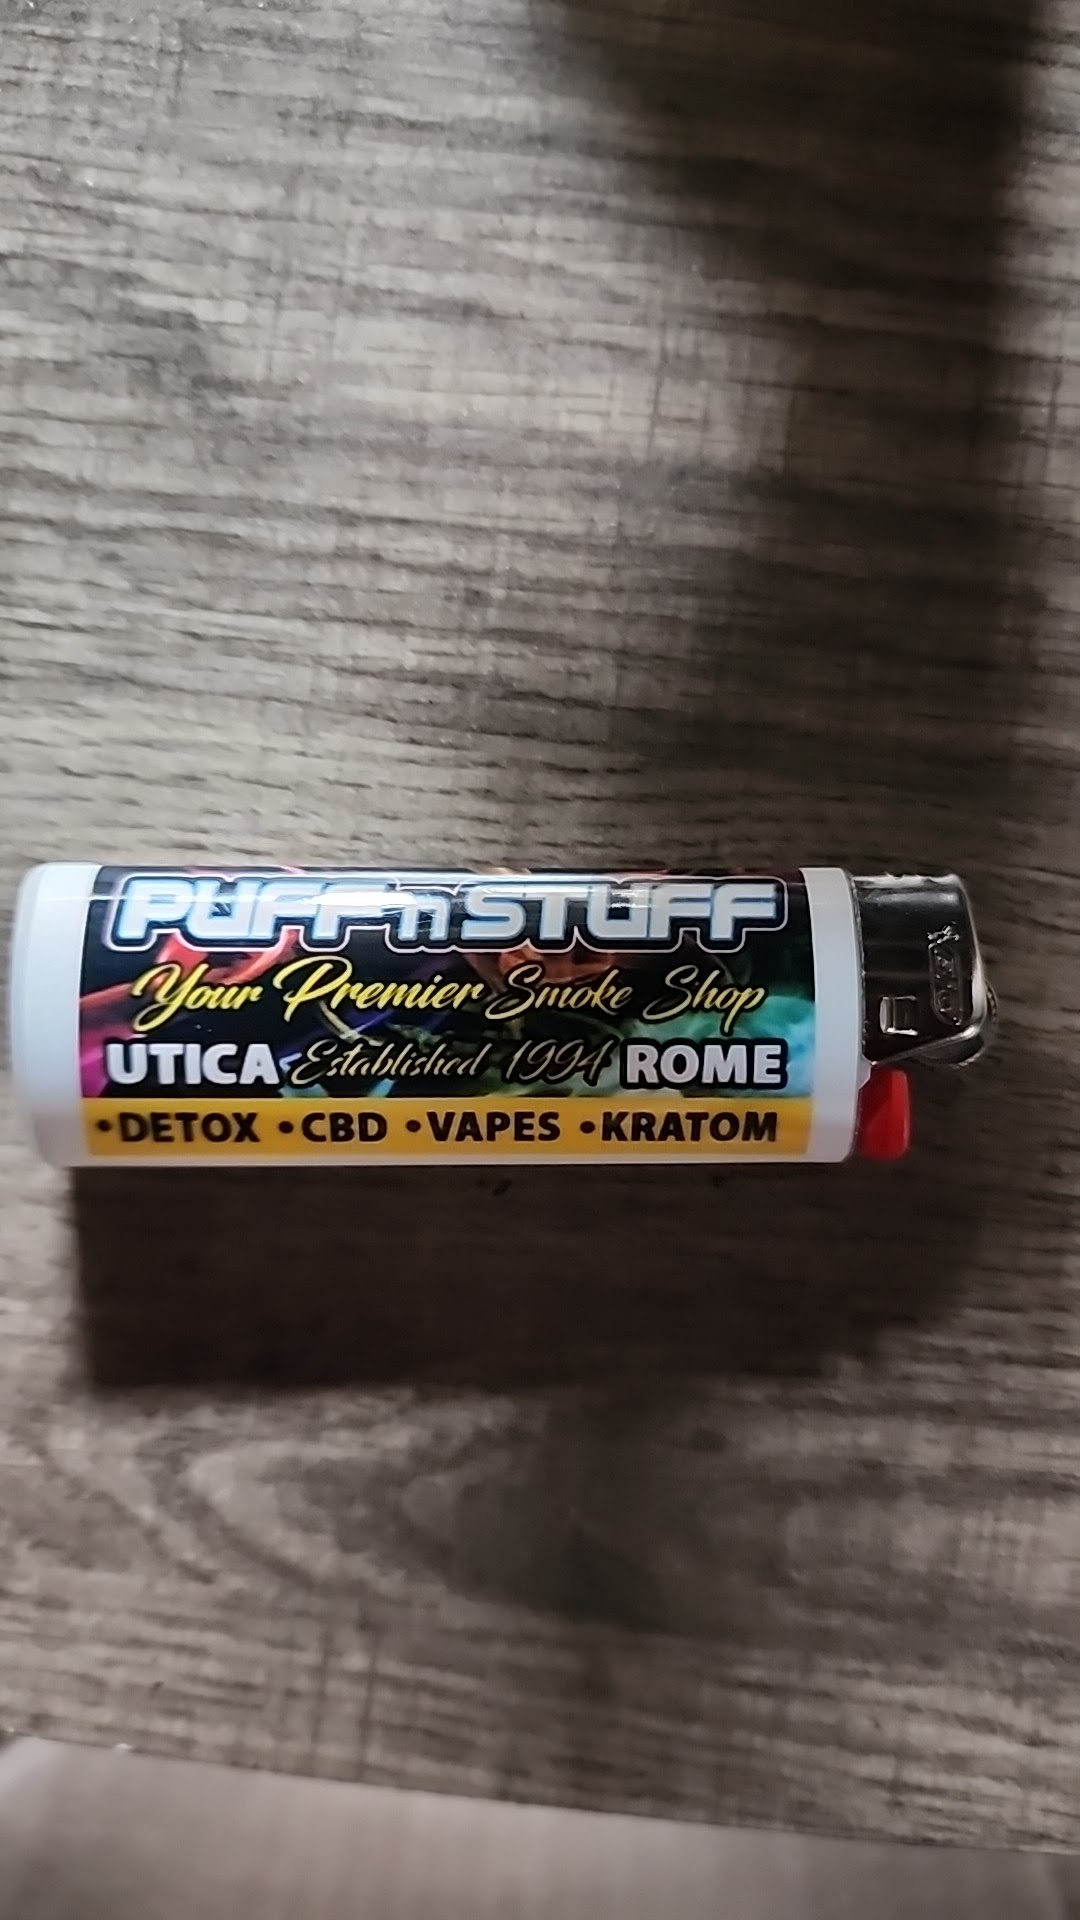 PUFF n STUFF
Your Premier Smoke Shop
UTICA Established 1994 ROME
•DETOX •CBD •VAPES •KRATOM